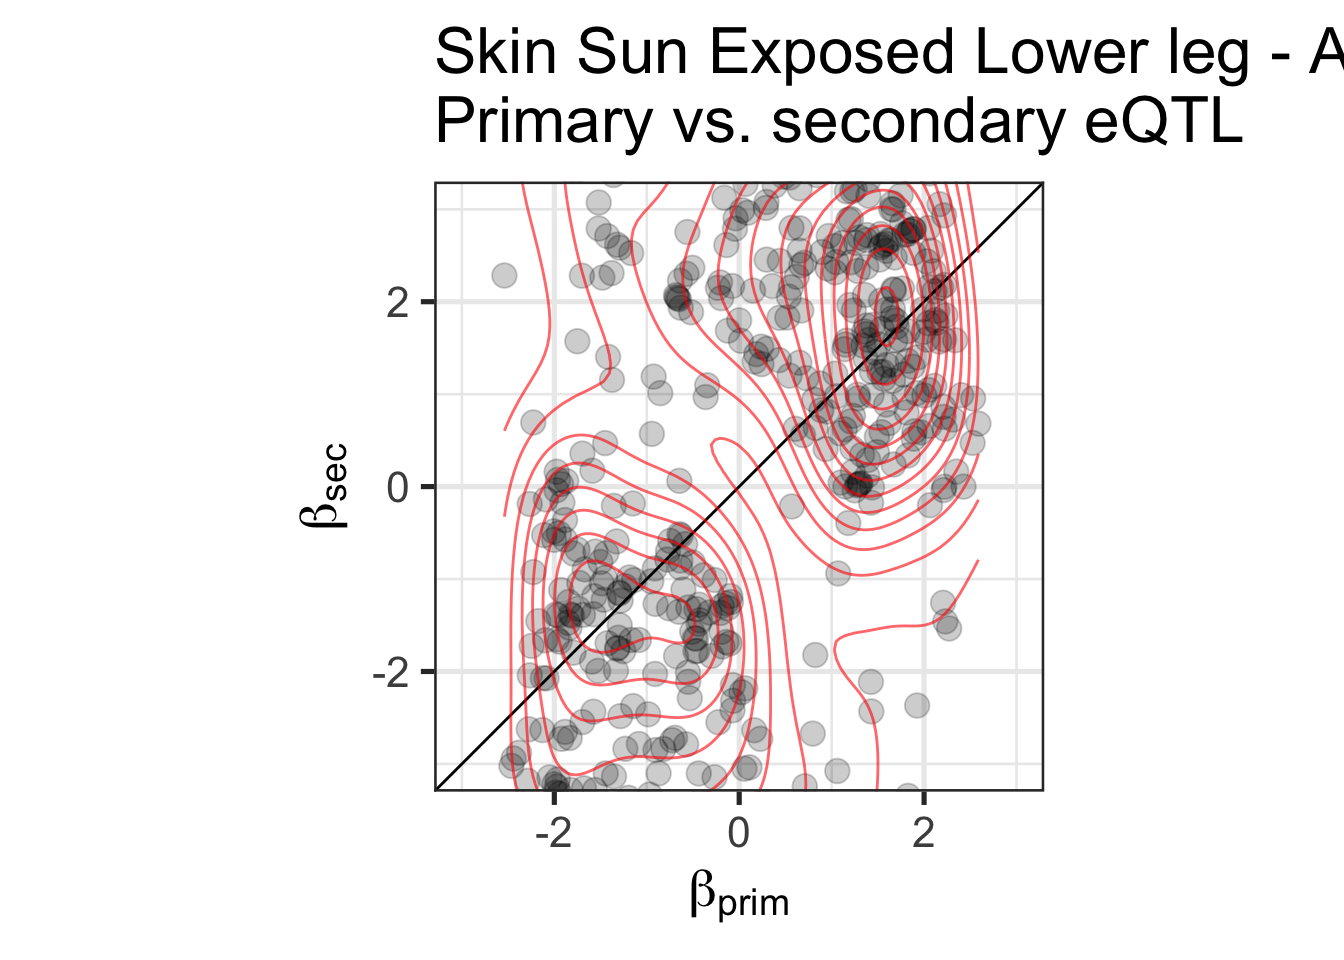 Skin Sun Exposed Lower leg - A
Primary vs. secondary eQTL
2
0
-2
βsec
-2
0
2
βprim